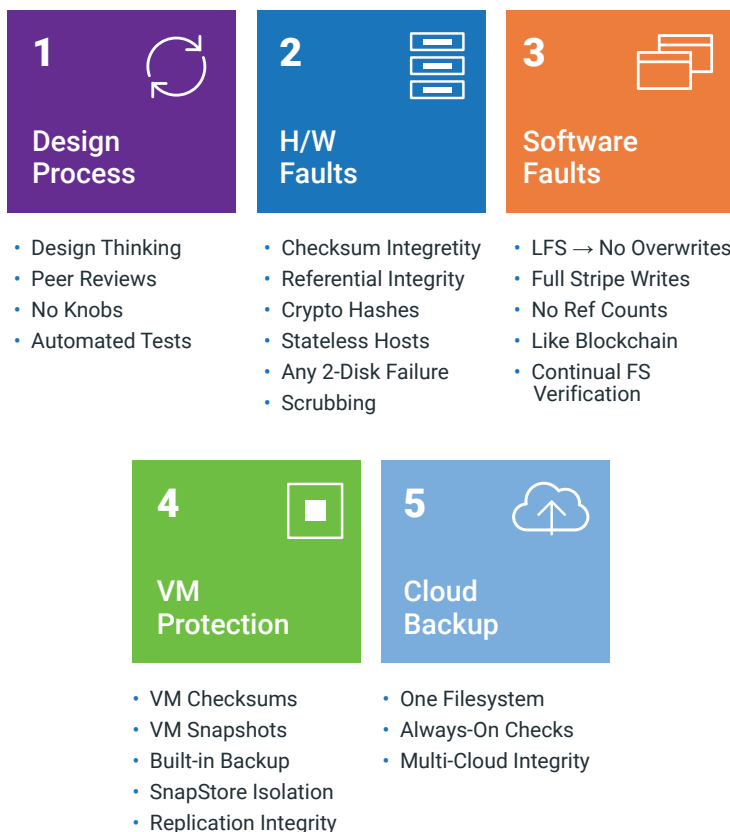 1
Design
Process
• Design Thinking
• Peer Reviews
• No Knobs
• Automated Tests
2
H/W
Faults
• Checksum Integretity
• Referential Integrity
• Crypto Hashes
• Stateless Hosts
• Any 2-Disk Failure
• Scrubbing
3
Software
Faults
• LFS → No Overwrites
• Full Stripe Writes
• No Ref Counts
• Like Blockchain
• Continual FS
Verification
4
VM
Protection
• VM Checksums
• VM Snapshots
• Built-in Backup
• SnapStore Isolation
• Replication Integrity
5
Cloud
Backup
• One Filesystem
• Always-On Checks
• Multi-Cloud Integrity